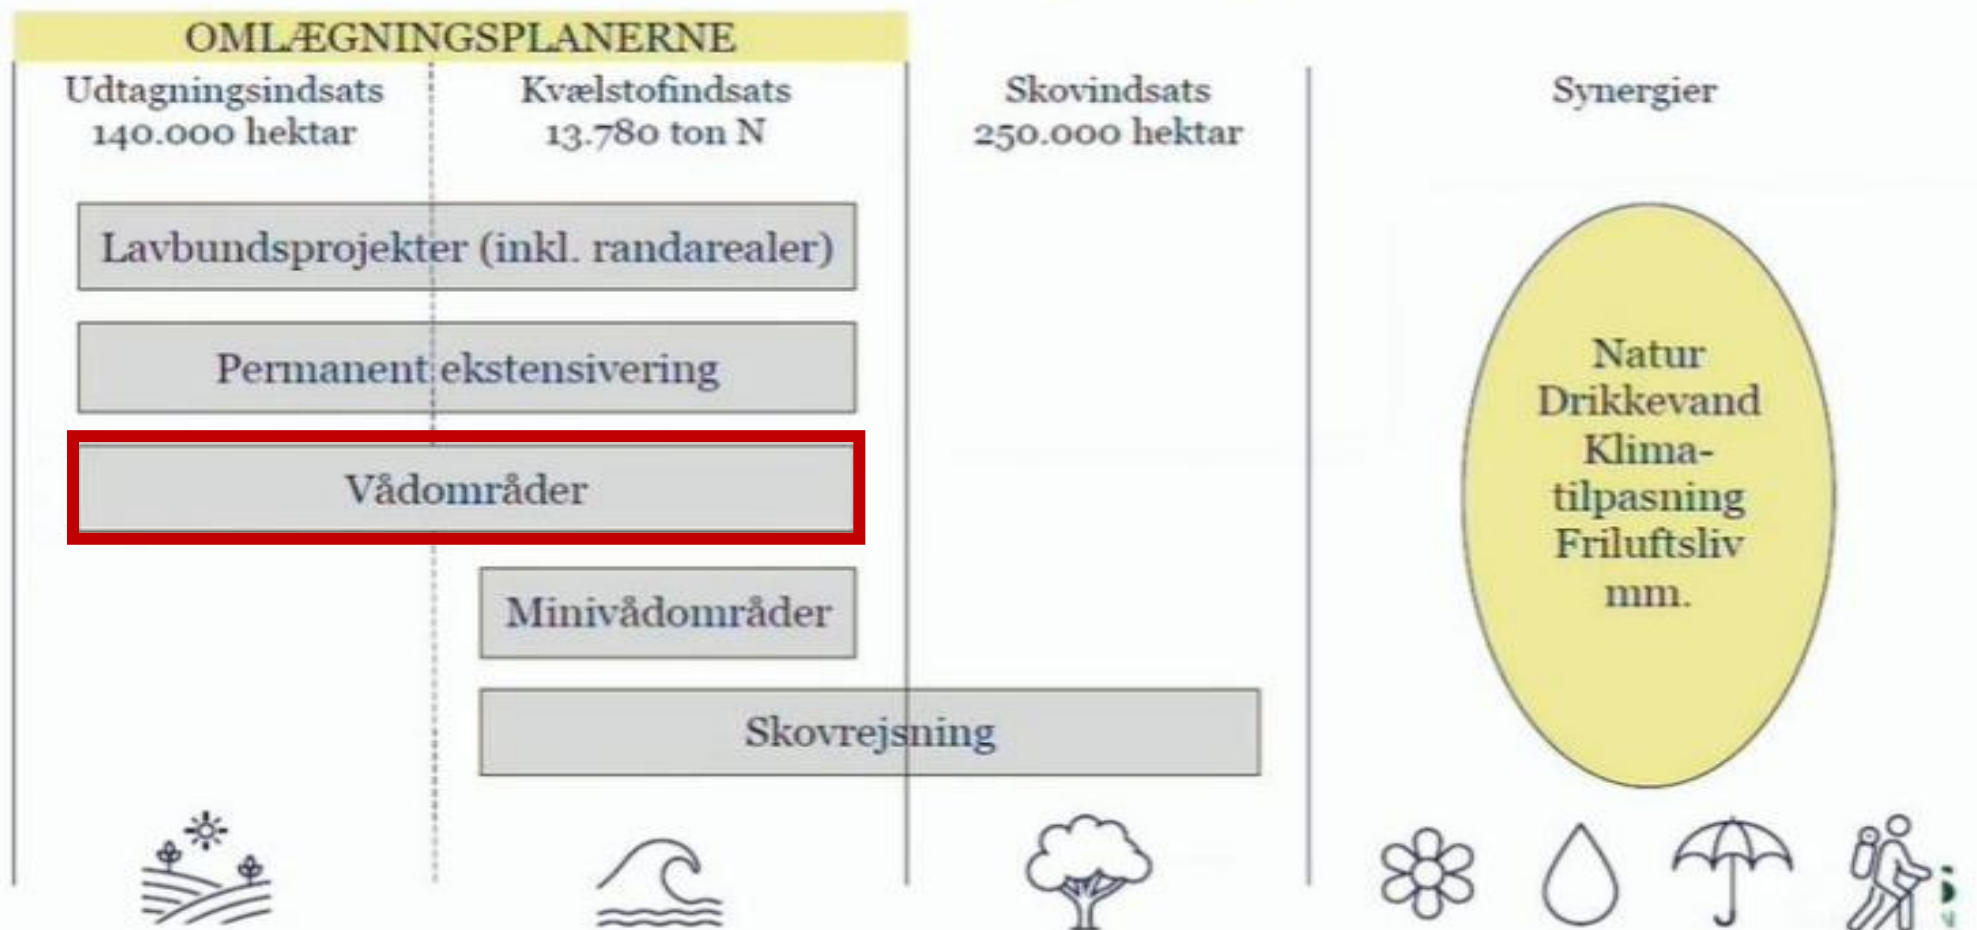 OMLÆGNINGSPLANERNE
Udtagningsindsats
140.000 hektar
Kvælstofindsats
13.780 ton N
Skovindsats
250.000 hektar
Synergier
Lavbundsprojekter (inkl. randarealer)
Permanent ekstensivering
Vådområder
Minivådområder
Skovrejsning
Natur
Drikkevand
Klima-
tilpasning
Friluftsliv
mm.